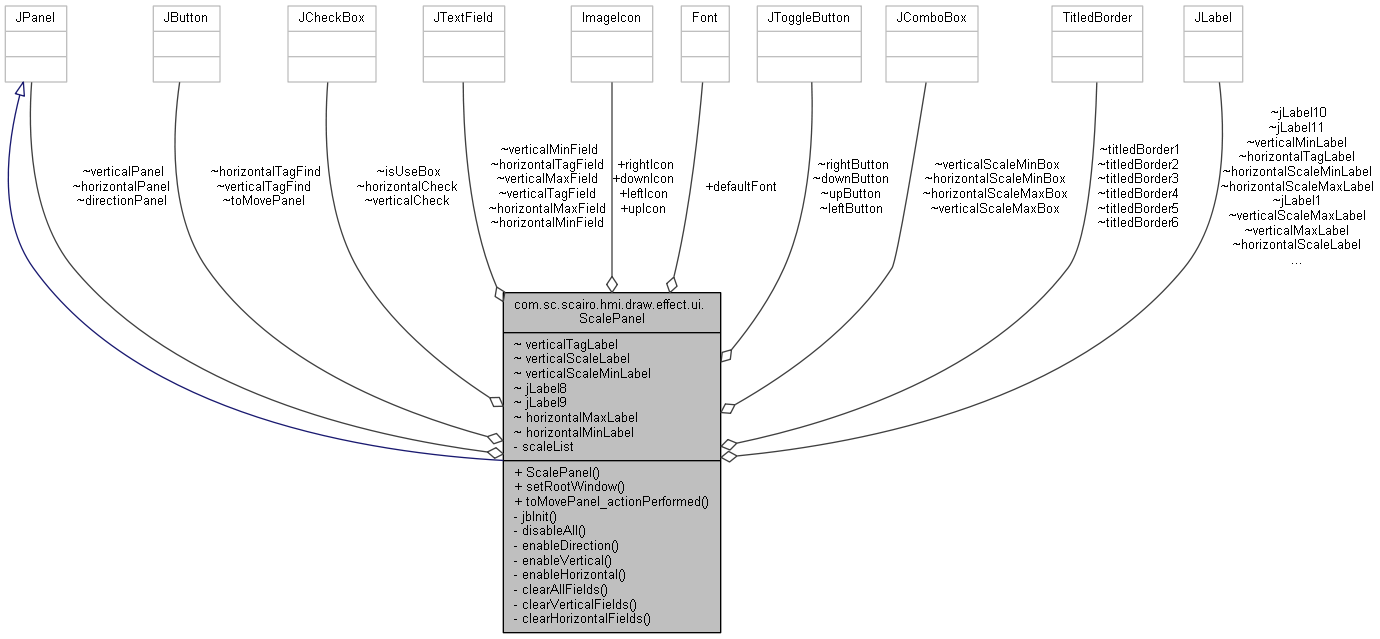 JPanel
JButton
JCheckBox
JTextField
ImageIcon
Font
JToggleButton
JComboBox
TitledBorder
JLabel
~verticalPanel
~horizontalPanel
~directionPanel
~horizontalTagFind
~verticalTagFind
~toMovePanel
~isUseBox
~horizontalCheck
~verticalCheck
~verticalMinField
~horizontalTagField
~verticalMaxField
~verticalTagField
~horizontalMaxField
~horizontalMinField
+rightIcon
+downIcon
+leftIcon
+upIcon
+defaultFont
~rightButton
~downButton
~upButton
~leftButton
~verticalScaleMinBox
~horizontalScaleMinBox
~horizontalScaleMaxBox
~verticalScaleMaxBox
~titledBorder1
~titledBorder2
~titledBorder3
~titledBorder4
~titledBorder5
~titledBorder6
~jLabel10
~jLabel11
~verticalMinLabel
~horizontalTagLabel
~horizontalScaleMinLabel
~horizontalScaleMaxLabel
~jLabel1
~verticalScaleMaxLabel
~verticalMaxLabel
~horizontalScaleLabel
...
com.sc.scairo.hmi.draw.effect.ui.
ScalePanel
~ verticalTagLabel
~ verticalScaleLabel
~ verticalScaleMinLabel
~ jLabel8
~ jLabel9
~ horizontalMaxLabel
~ horizontalMinLabel
- scaleList
+ ScalePanel()
+ setRootWindow()
+ toMovePanel_actionPerformed()
- jbInit()
- disableAll()
- enableDirection()
- enableVertical()
- enableHorizontal()
- clearAllFields()
- clearVerticalFields()
- clearHorizontalFields()